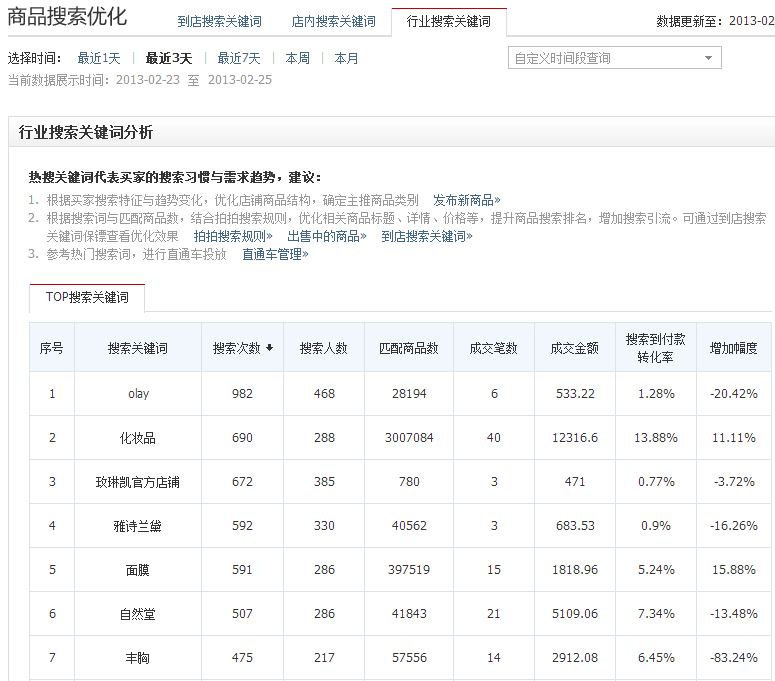 商品搜索优化 到店搜索关键词 店内搜索关键词 行业搜索关键词 数据更新至：2013-02
选择时间： 最近1天 | 最近3天 | 最近7天 | 本周 | 本月 自定义时间段查询
当前数据展示时间：2013-02-23 至 2013-02-25
行业搜索关键词分析
热搜关键词代表买家的搜索习惯与需求趋势，建议：
1. 根据买家搜索特征与趋势变化，优化店铺商品结构，确定主推商品类别 发布新商品»
2. 根据搜索词与匹配商品数，结合拍拍搜索规则，优化相关商品标题、详情、价格等，提升商品搜索排名，增加搜索引流。可通过到店搜索
关键词保镖查看优化效果 拍拍搜索规则» 出售中的商品» 到店搜索关键词»
3. 参考热门搜索词，进行直通车投放 直通车管理»
TOP搜索关键词
序号 搜索关键词 搜索次数 搜索人数 匹配商品数 成交笔数 成交金额 搜索到付款 增加幅度
转化率
1 olay 982 468 28194 6 533.22 1.28% -20.42%
2 化妆品 690 288 3007084 40 12316.6 13.88% 11.11%
3 玫琳凯官方店铺 672 385 780 3 471 0.77% -3.72%
4 雅诗兰黛 592 330 40562 3 683.53 0.9% -16.26%
5 面膜 591 286 397519 15 1818.96 5.24% 15.88%
6 自然堂 507 286 41843 21 5109.06 7.34% -13.48%
7 丰胸 475 217 57556 14 2912.08 6.45% -83.24%